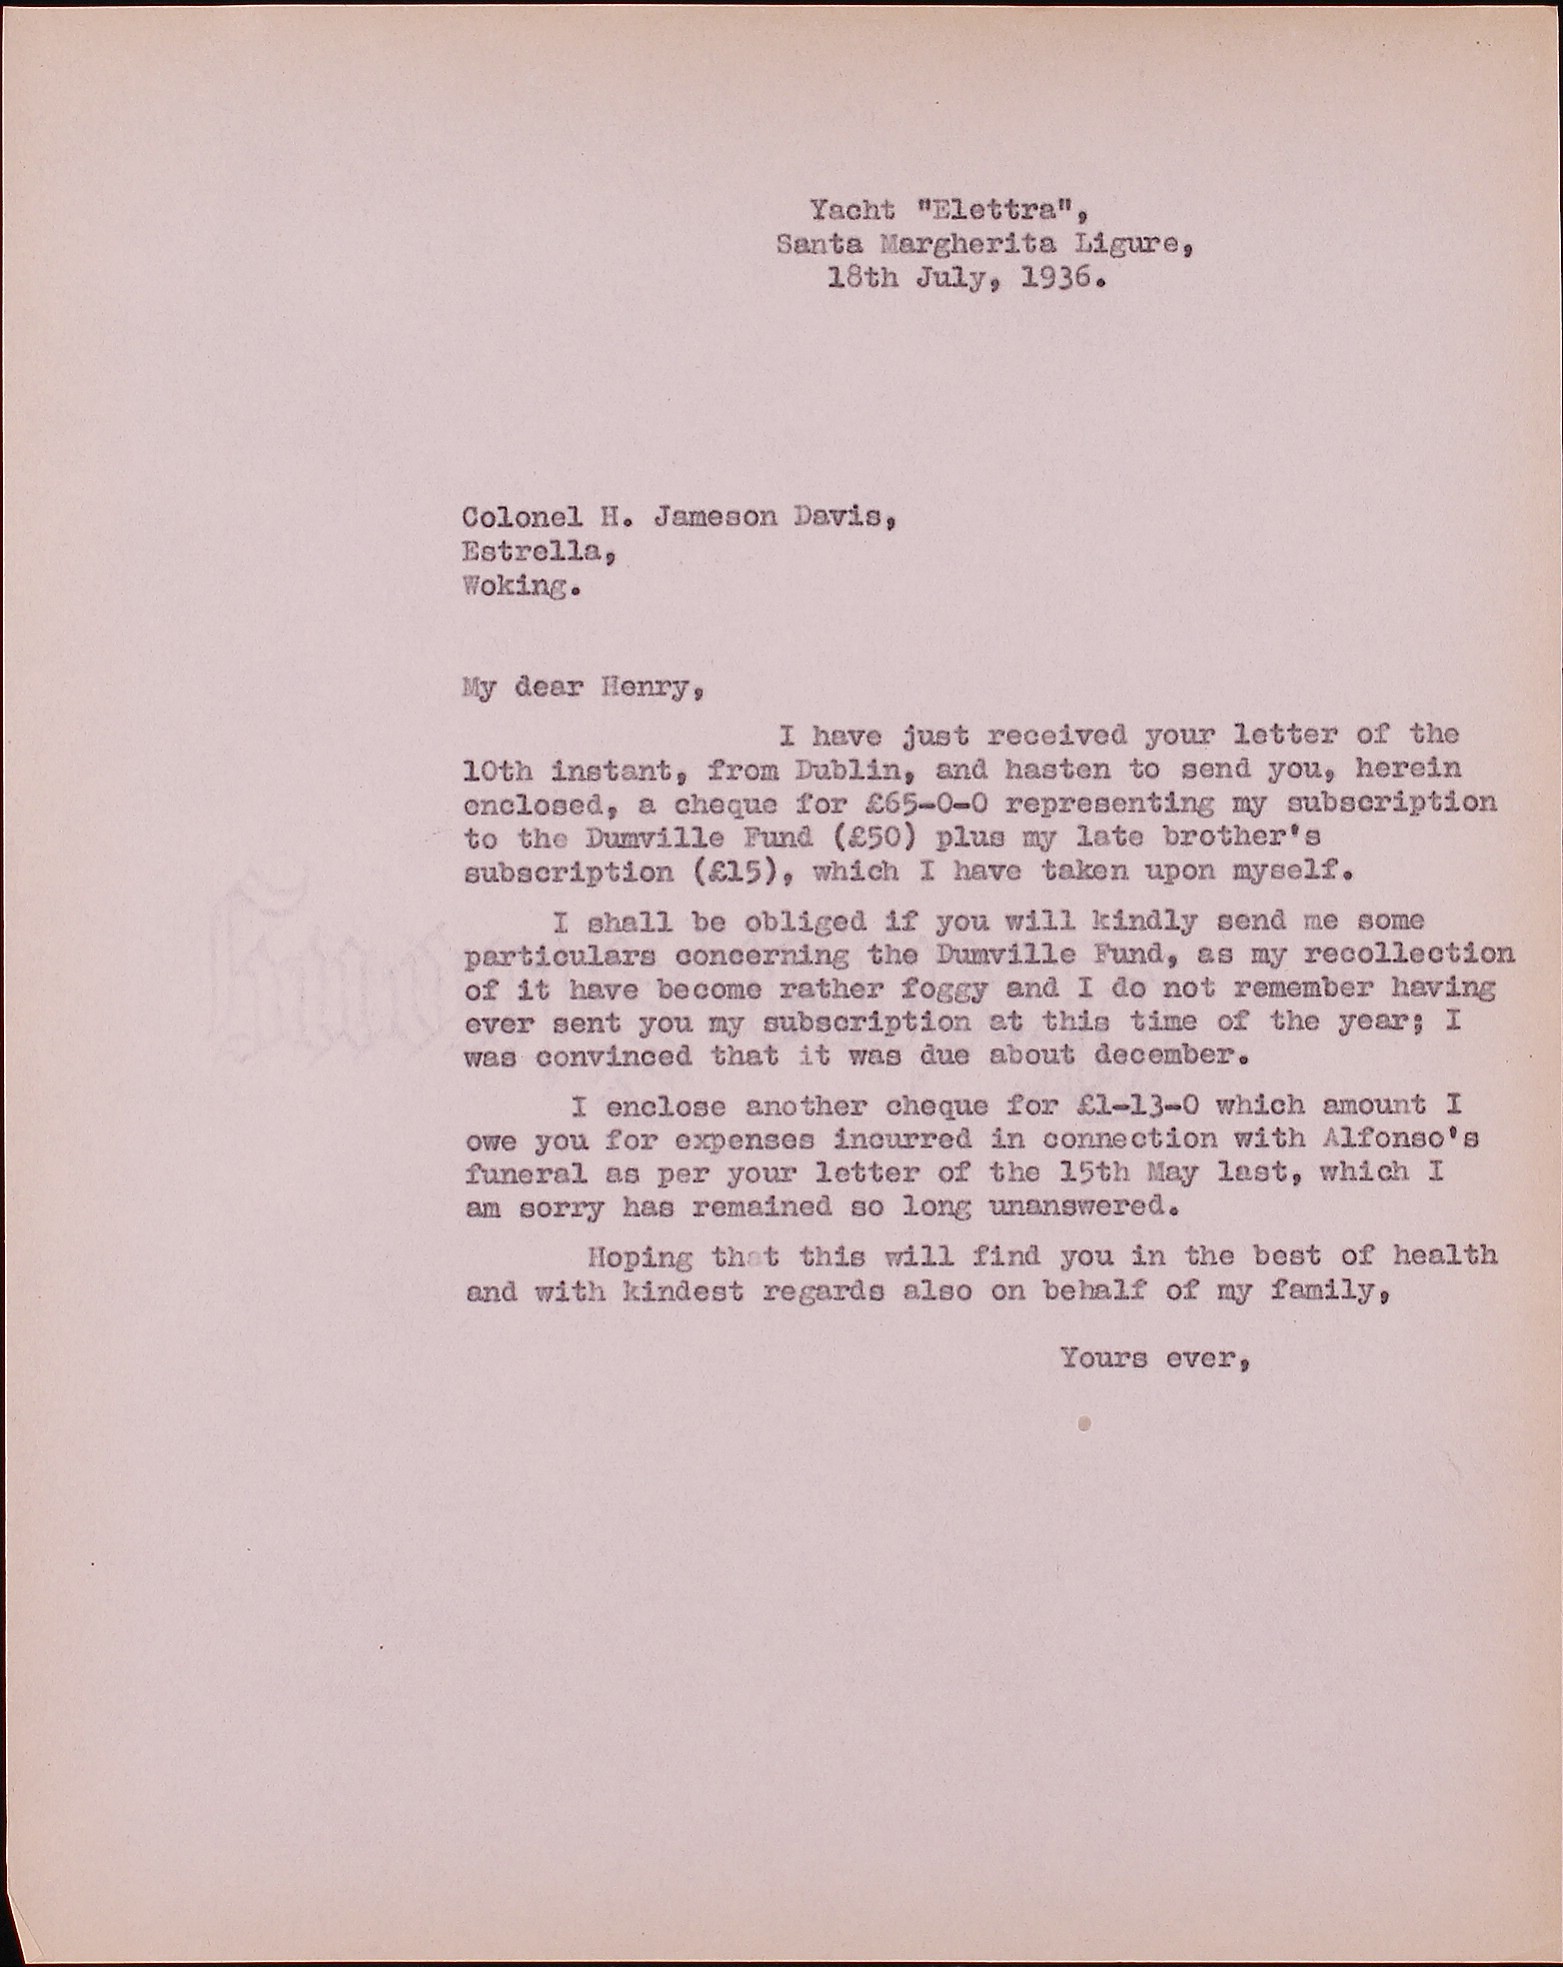 Yacht "Elettra",
Santa Margherita Ligure,
18th July, 1936.
Colonel H. Jameson Davis,
Estrella,
Woking.
My dear Henry,
I have just received your letter of the
10th instant, from Dublin, and hasten to send you, herein
enclosed, a cheque for £65-0-0 representing my subscription
to the Dumville Fund (£50) plus my late brother's
subscription (£15), which I have taken upon myself.
I shall be obliged if you will kindly send me some
particulars concerning the Dumville Fund, as my recollection
of it have become rather foggy and I do not remember having
ever sent you my subscription at this time of the year; I
was convinced that it was due about december.
I enclose another cheque for £1-13-0 which amount I
owe you for expenses incurred in connection with Alfonso's
funeral as per your letter of the 15th May last, which I
am sorry has remained so long unanswered.
Hoping that this will find you in the best of health
and with kindest regards also on behalf of my family,
Yours ever,